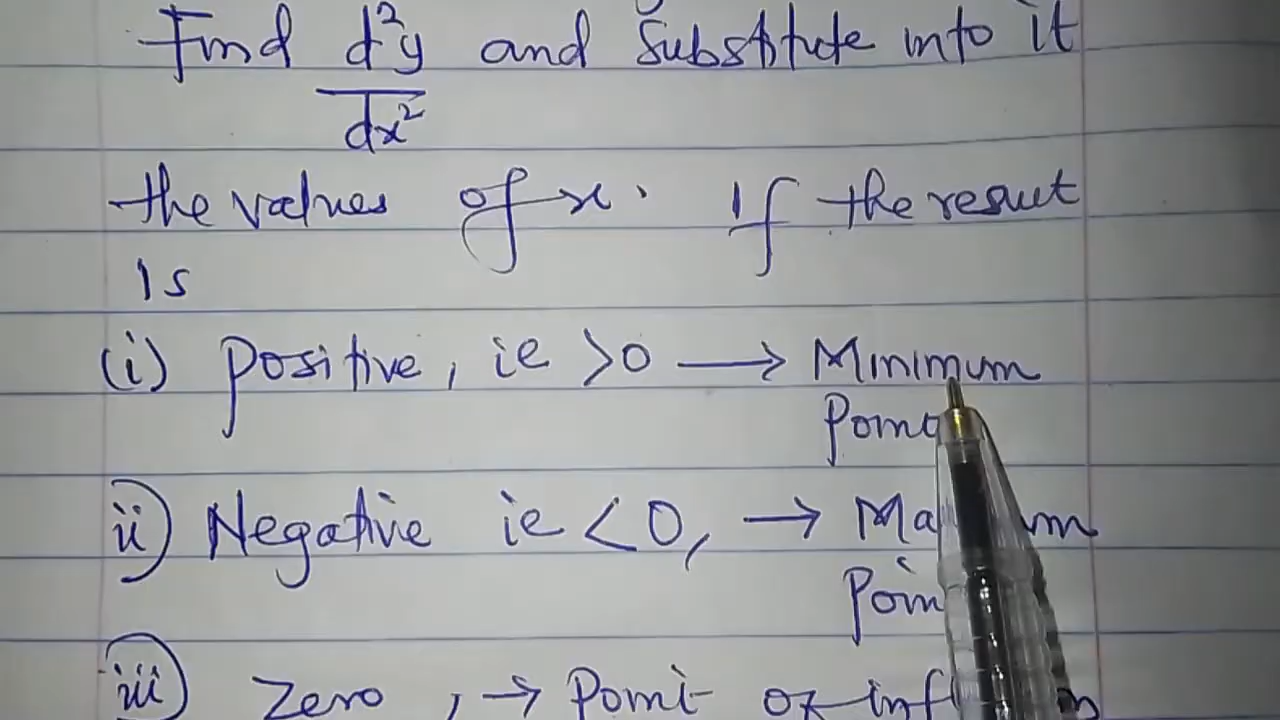 Find d²y and Substitute into it
dx²
the values of x. If the result
is
(i) positive, ie >0 → Minimum
Point
ii) Negative ie <0, →
iii) Zero, → Point of